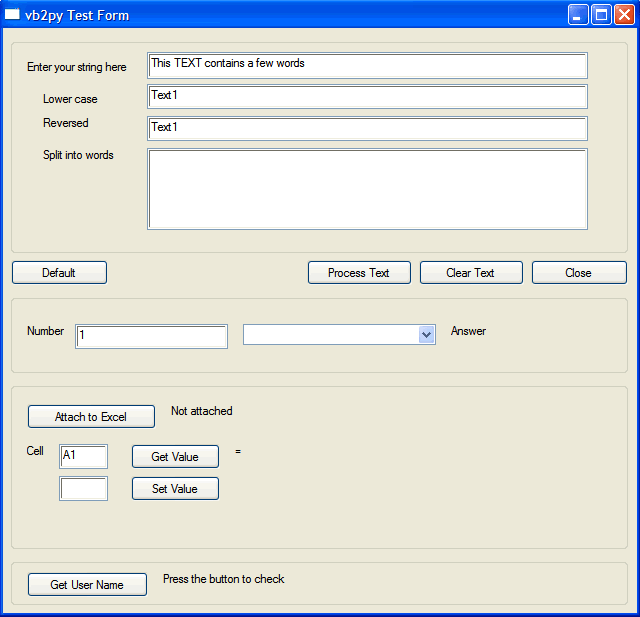 vb2py Test Form
Enter your string here This TEXT contains a few words
Lower case Text1
Reversed Text1
Split into words
Default Process Text Clear Text Close
Number 1 Answer
Attach to Excel Not attached
Cell A1 Get Value =
Set Value
Get User Name Press the button to check